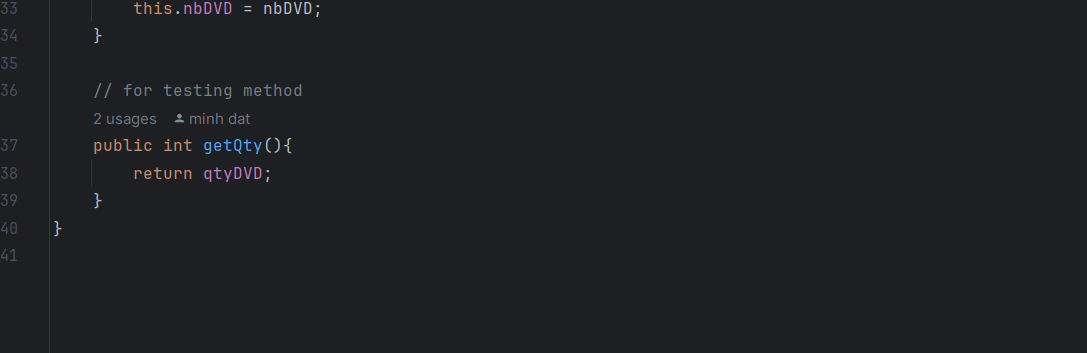 33 this.nbDVD = nbDVD;
34 }
35
36 // for testing method
2 usages minh dat
37 public int getQty(){
38 return qtyDVD;
39 }
40 }
41